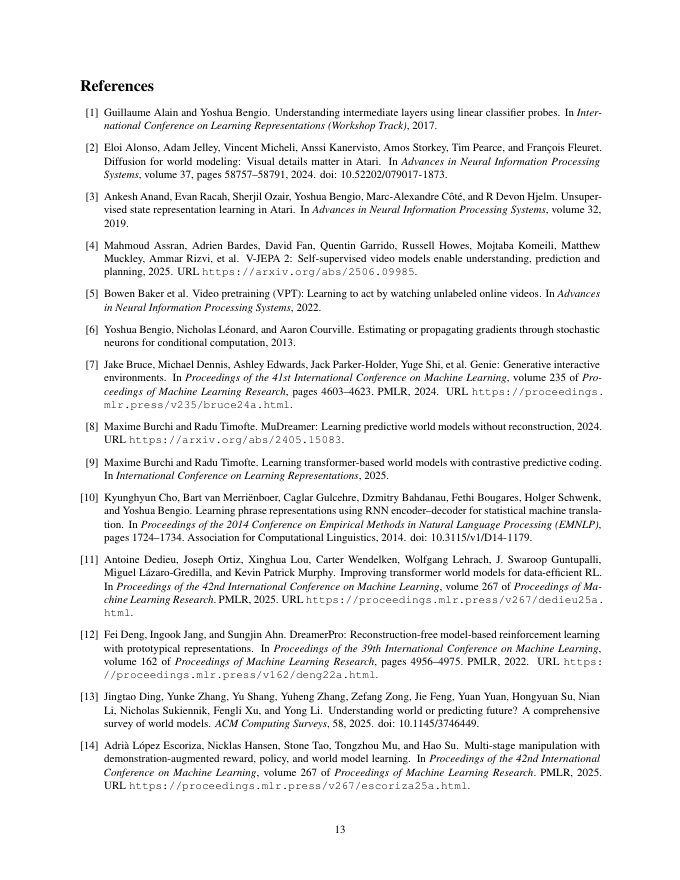 References
[1] Guillaume Alain and Yoshua Bengio. Understanding intermediate layers using linear classifier probes. In Inter-
national Conference on Learning Representations (Workshop Track), 2017.
[2] Eloi Alonso, Adam Jelley, Vincent Micheli, Anssi Kanervisto, Amos Storkey, Tim Pearce, and François Fleuret.
Diffusion for world modeling: Visual details matter in Atari. In Advances in Neural Information Processing
Systems, volume 37, pages 58757–58791, 2024. doi: 10.52202/079017-1873.
[3] Ankesh Anand, Evan Racah, Sherjil Ozair, Yoshua Bengio, Marc-Alexandre Côté, and R Devon Hjelm. Unsuper-
vised state representation learning in Atari. In Advances in Neural Information Processing Systems, volume 32,
2019.
[4] Mahmoud Assran, Adrien Bardes, David Fan, Quentin Garrido, Russell Howes, Mojtaba Komeili, Matthew
Muckley, Ammar Rizvi, et al. V-JEPA 2: Self-supervised video models enable understanding, prediction and
planning, 2025. URL https://arxiv.org/abs/2506.09985.
[5] Bowen Baker et al. Video pretraining (VPT): Learning to act by watching unlabeled online videos. In Advances
in Neural Information Processing Systems, 2022.
[6] Yoshua Bengio, Nicholas Léonard, and Aaron Courville. Estimating or propagating gradients through stochastic
neurons for conditional computation, 2013.
[7] Jake Bruce, Michael Dennis, Ashley Edwards, Jack Parker-Holder, Yuge Shi, et al. Genie: Generative interactive
environments. In Proceedings of the 41st International Conference on Machine Learning, volume 235 of Pro-
ceedings of Machine Learning Research, pages 4603–4623. PMLR, 2024. URL https://proceedings.
mlr.press/v235/bruce24a.html.
[8] Maxime Burchi and Radu Timofte. MuDreamer: Learning predictive world models without reconstruction, 2024.
URL https://arxiv.org/abs/2405.15083.
[9] Maxime Burchi and Radu Timofte. Learning transformer-based world models with contrastive predictive coding.
In International Conference on Learning Representations, 2025.
[10] Kyunghyun Cho, Bart van Merriënboer, Caglar Gulcehre, Dzmitry Bahdanau, Fethi Bougares, Holger Schwenk,
and Yoshua Bengio. Learning phrase representations using RNN encoder–decoder for statistical machine transla-
tion. In Proceedings of the 2014 Conference on Empirical Methods in Natural Language Processing (EMNLP),
pages 1724–1734. Association for Computational Linguistics, 2014. doi: 10.3115/v1/D14-1179.
[11] Antoine Dedieu, Joseph Ortiz, Xinghua Lou, Carter Wendelken, Wolfgang Lehrach, J. Swaroop Guntupalli,
Miguel Lázaro-Gredilla, and Kevin Patrick Murphy. Improving transformer world models for data-efficient RL.
In Proceedings of the 42nd International Conference on Machine Learning, volume 267 of Proceedings of Ma-
chine Learning Research. PMLR, 2025. URL https://proceedings.mlr.press/v267/dedieu25a.
html.
[12] Fei Deng, Ingook Jang, and Sungjin Ahn. DreamerPro: Reconstruction-free model-based reinforcement learning
with prototypical representations. In Proceedings of the 39th International Conference on Machine Learning,
volume 162 of Proceedings of Machine Learning Research, pages 4956–4975. PMLR, 2022. URL https:
//proceedings.mlr.press/v162/deng22a.html.
[13] Jingtao Ding, Yunke Zhang, Yu Shang, Yuheng Zhang, Zefang Zong, Jie Feng, Yuan Yuan, Hongyuan Su, Nian
Li, Nicholas Sukiennik, Fengli Xu, and Yong Li. Understanding world or predicting future? A comprehensive
survey of world models. ACM Computing Surveys, 58, 2025. doi: 10.1145/3746449.
[14] Adrià López Escoriza, Nicklas Hansen, Stone Tao, Tongzhou Mu, and Hao Su. Multi-stage manipulation with
demonstration-augmented reward, policy, and world model learning. In Proceedings of the 42nd International
Conference on Machine Learning, volume 267 of Proceedings of Machine Learning Research. PMLR, 2025.
URL https://proceedings.mlr.press/v267/escoriza25a.html.
13